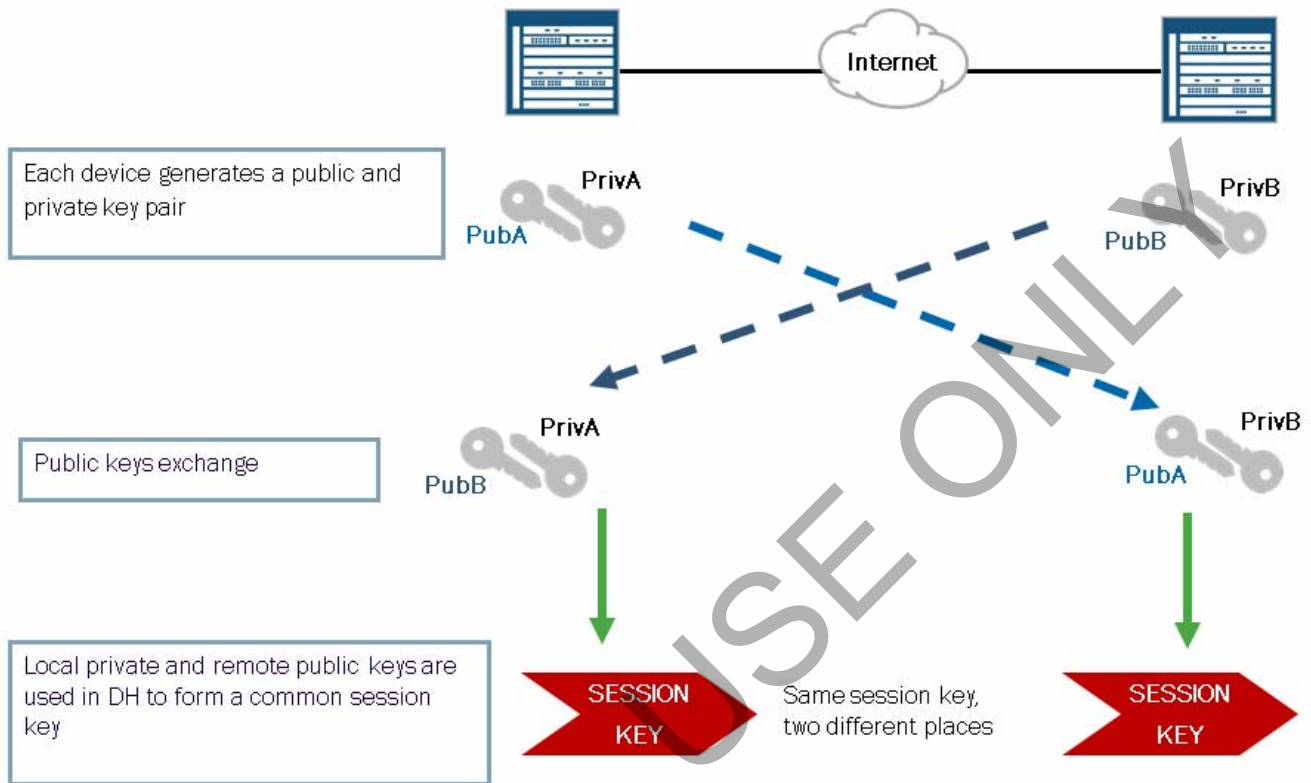 Internet
Each device generates a public and
private key pair
PrivA
PubA
PrivB
PubB
Public keys exchange
PrivA
PubB
PrivB
PubA
Local private and remote public keys are
used in DH to form a common session
key
SESSION
KEY
Same session key,
two different places
SESSION
KEY
USE ONLY